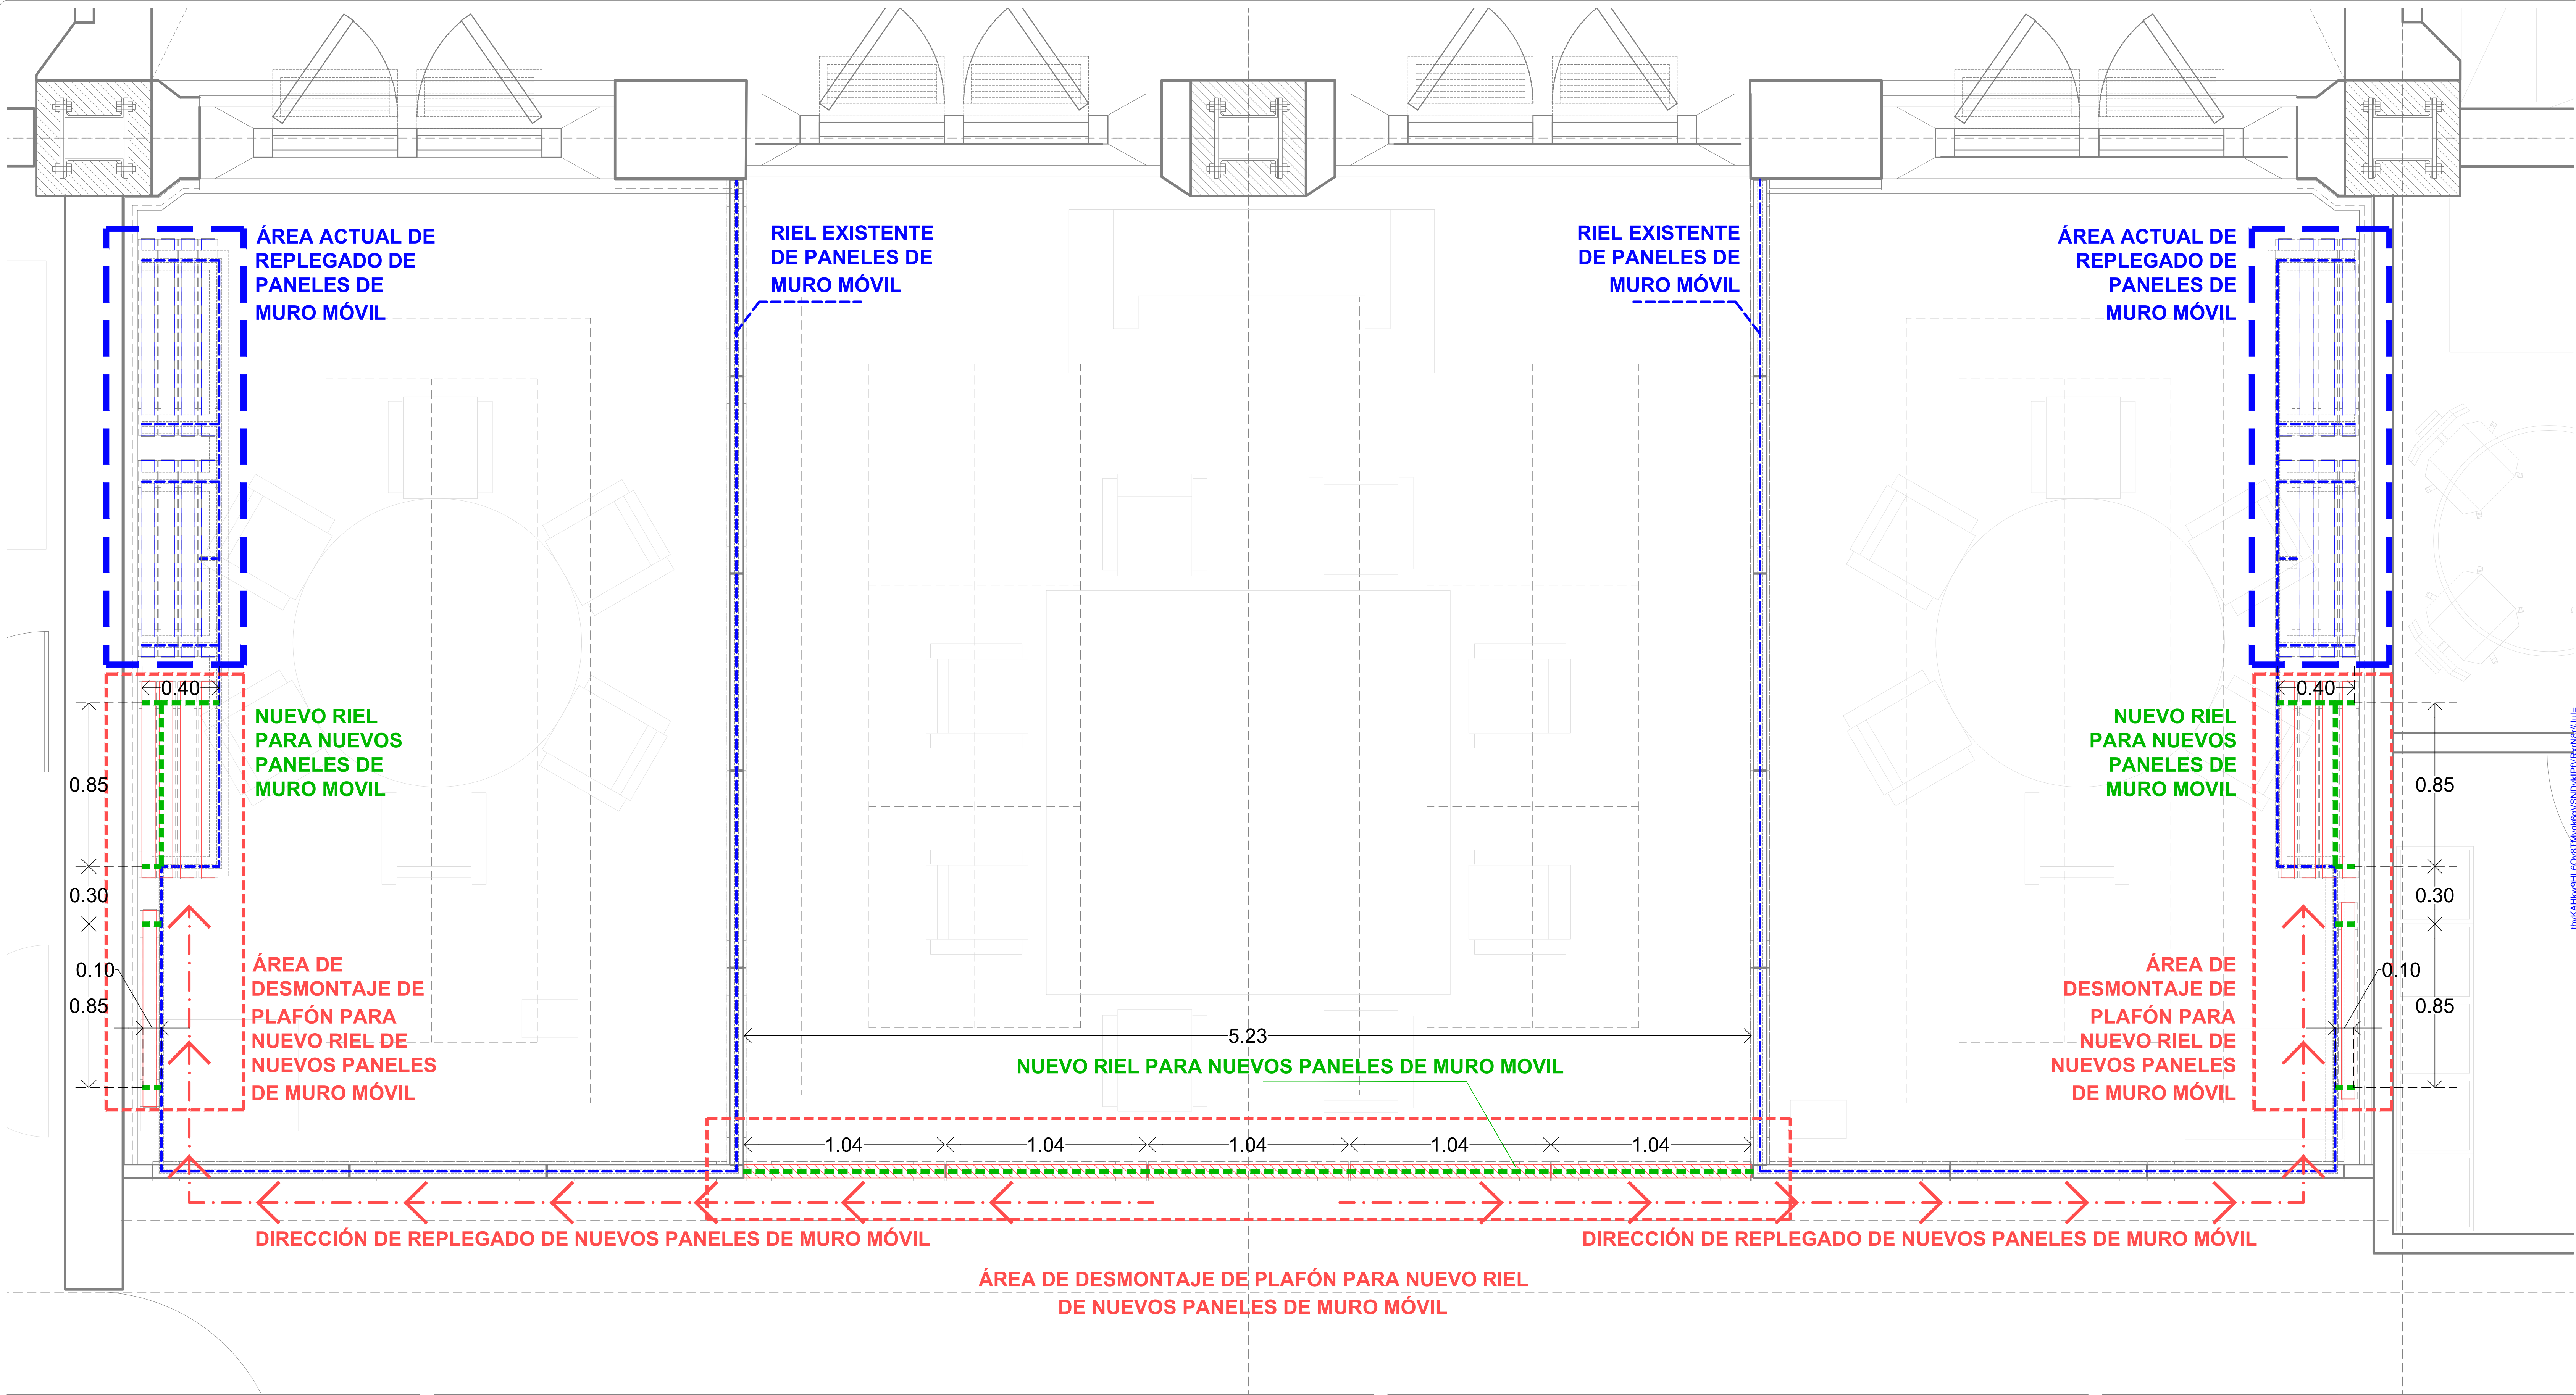 ÁREA ACTUAL DE
REPLEGADO DE
PANELES DE
MURO MÓVIL
RIEL EXISTENTE
DE PANELES DE
MURO MÓVIL
RIEL EXISTENTE
DE PANELES DE
MURO MÓVIL
ÁREA ACTUAL DE
REPLEGADO DE
PANELES DE
MURO MÓVIL
0.40
NUEVO RIEL
PARA NUEVOS
PANELES DE
MURO MOVIL
0.85
0.30
0.10
0.85
ÁREA DE
DESMONTAJE DE
PLAFÓN PARA
NUEVO RIEL DE
NUEVOS PANELES
DE MURO MÓVIL
0.40
NUEVO RIEL
PARA NUEVOS
PANELES DE
MURO MOVIL
0.85
0.30
0.10
0.85
ÁREA DE
DESMONTAJE DE
PLAFÓN PARA
NUEVO RIEL DE
NUEVOS PANELES
DE MURO MÓVIL
5.23
NUEVO RIEL PARA NUEVOS PANELES DE MURO MOVIL
1.04 1.04 1.04 1.04 1.04
DIRECCIÓN DE REPLEGADO DE NUEVOS PANELES DE MURO MÓVIL
DIRECCIÓN DE REPLEGADO DE NUEVOS PANELES DE MURO MÓVIL
ÁREA DE DESMONTAJE DE PLAFÓN PARA NUEVO RIEL
DE NUEVOS PANELES DE MURO MÓVIL